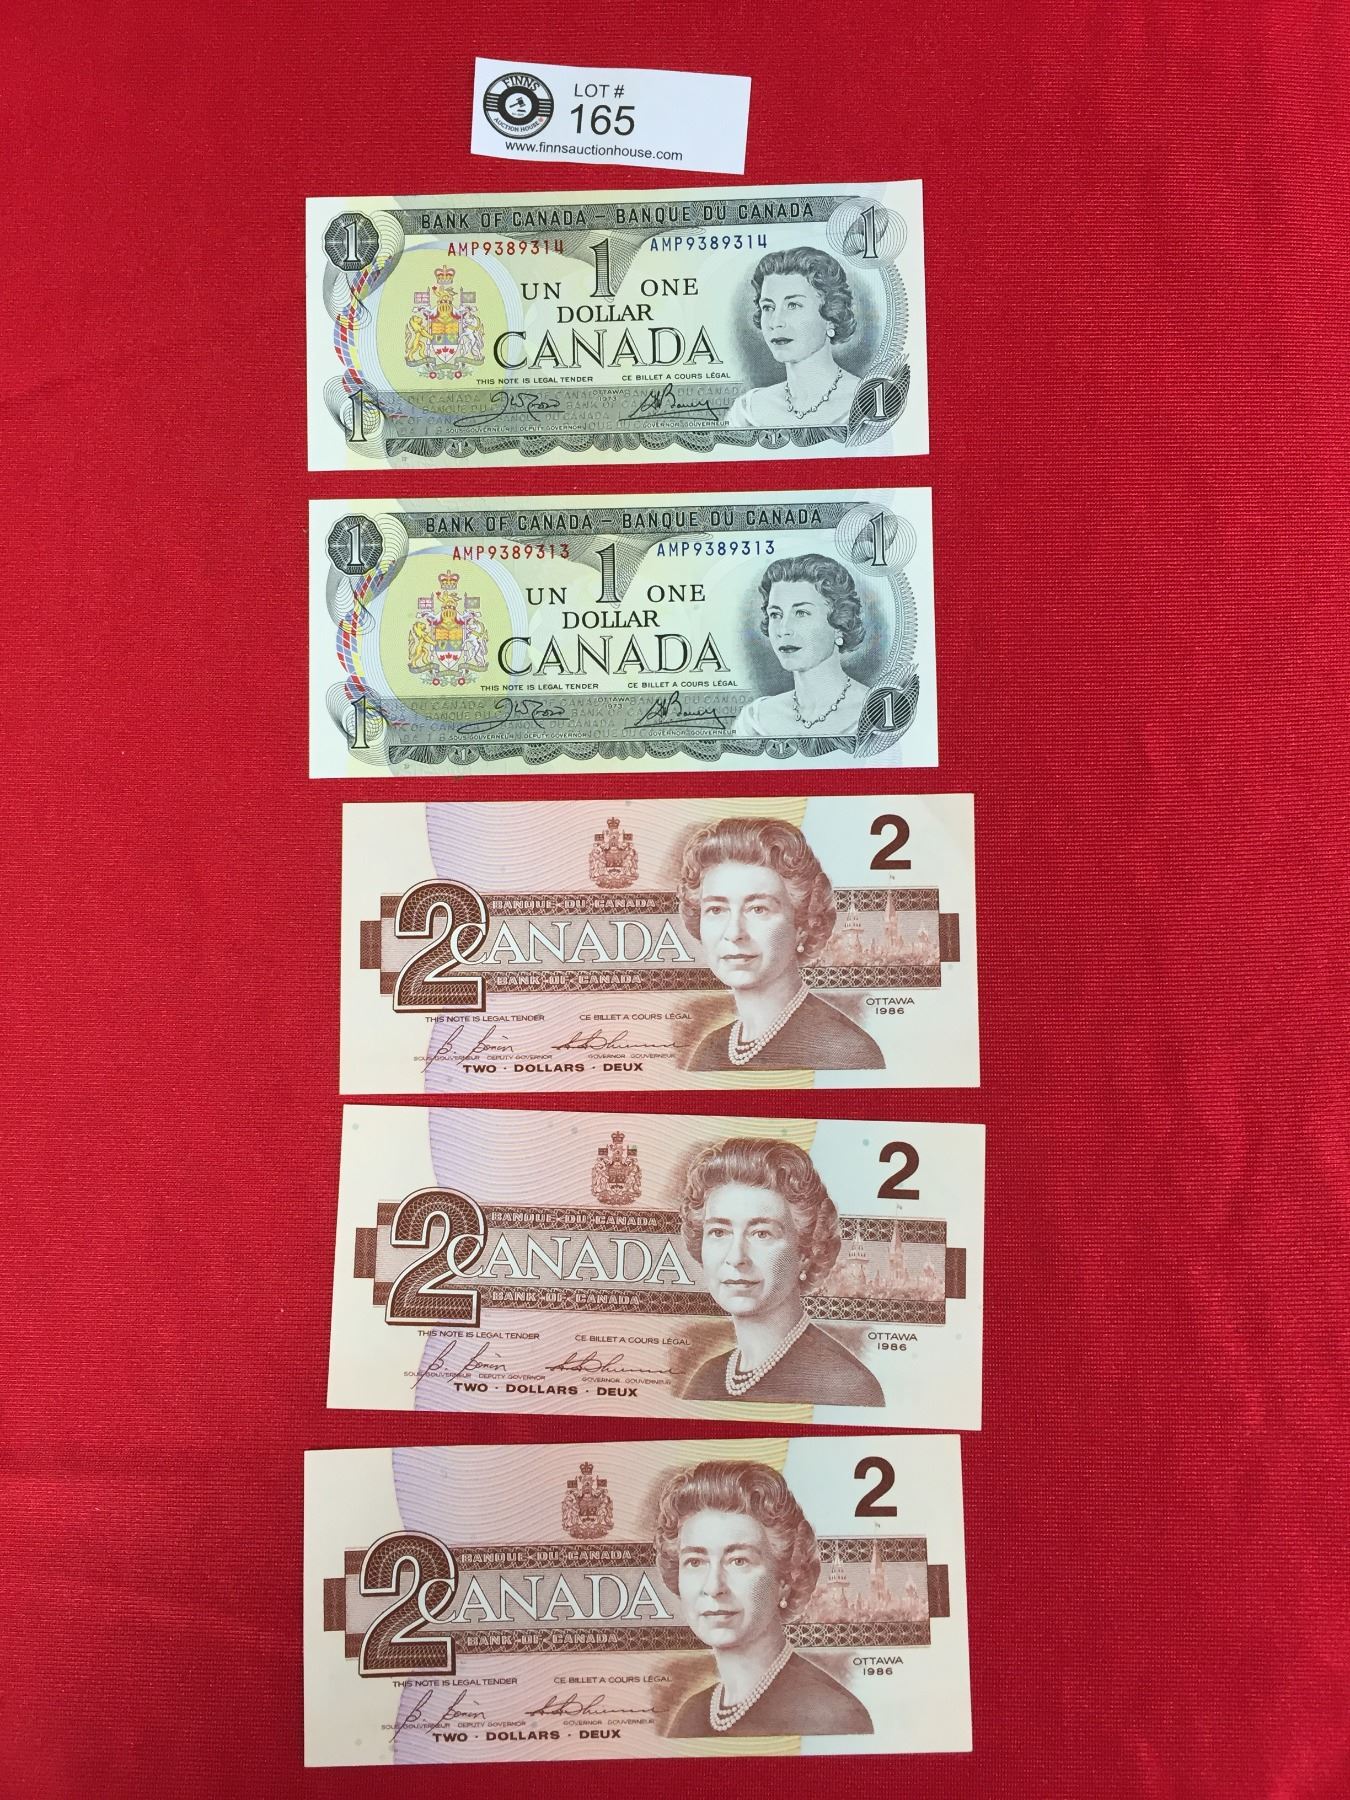 FINNS
AUCTION HOUSE
LOT #
165
www.finnsauctionhouse.com
1 BANK OF CANADA – BANQUE DU CANADA 1
AMP9389314 1 AMP9389314
UN ONE
DOLLAR
CANADA
THIS NOTE IS LEGAL TENDER CE BILLET A COURS LÉGAL
OTTAWA
1973
SOUS-GOUVERNEUR DEPUTY GOVERNOR GOVERNOR GOUVERNEUR
1 1 1 1
1 BANK OF CANADA – BANQUE DU CANADA 1
AMP9389313 1 AMP9389313
UN ONE
DOLLAR
CANADA
THIS NOTE IS LEGAL TENDER CE BILLET A COURS LÉGAL
OTTAWA
1973
SOUS-GOUVERNEUR DEPUTY GOVERNOR GOVERNOR GOUVERNEUR
1 1 1 1
2
BANQUE DU CANADA
2 CANADA
BANK OF CANADA
OTTAWA
1986
THIS NOTE IS LEGAL TENDER CE BILLET A COURS LÉGAL
SOUS-GOUVERNEUR DEPUTY GOVERNOR GOVERNOR GOUVERNEUR
TWO · DOLLARS · DEUX
2
BANQUE DU CANADA
2 CANADA
BANK OF CANADA
OTTAWA
1986
THIS NOTE IS LEGAL TENDER CE BILLET A COURS LÉGAL
SOUS-GOUVERNEUR DEPUTY GOVERNOR GOVERNOR GOUVERNEUR
TWO · DOLLARS · DEUX
2
BANQUE DU CANADA
2 CANADA
BANK OF CANADA
OTTAWA
1986
THIS NOTE IS LEGAL TENDER CE BILLET A COURS LÉGAL
SOUS-GOUVERNEUR DEPUTY GOVERNOR GOVERNOR GOUVERNEUR
TWO · DOLLARS · DEUX